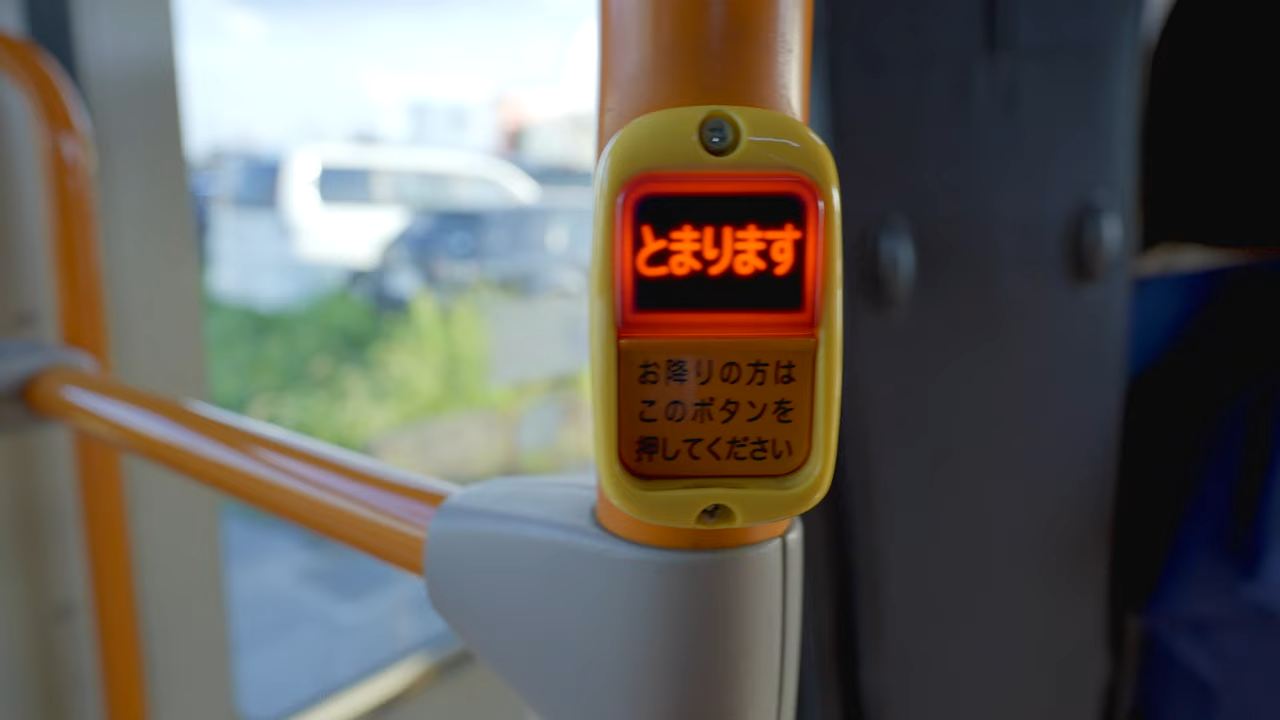 とまります
お降りの方は
このボタンを
押してください